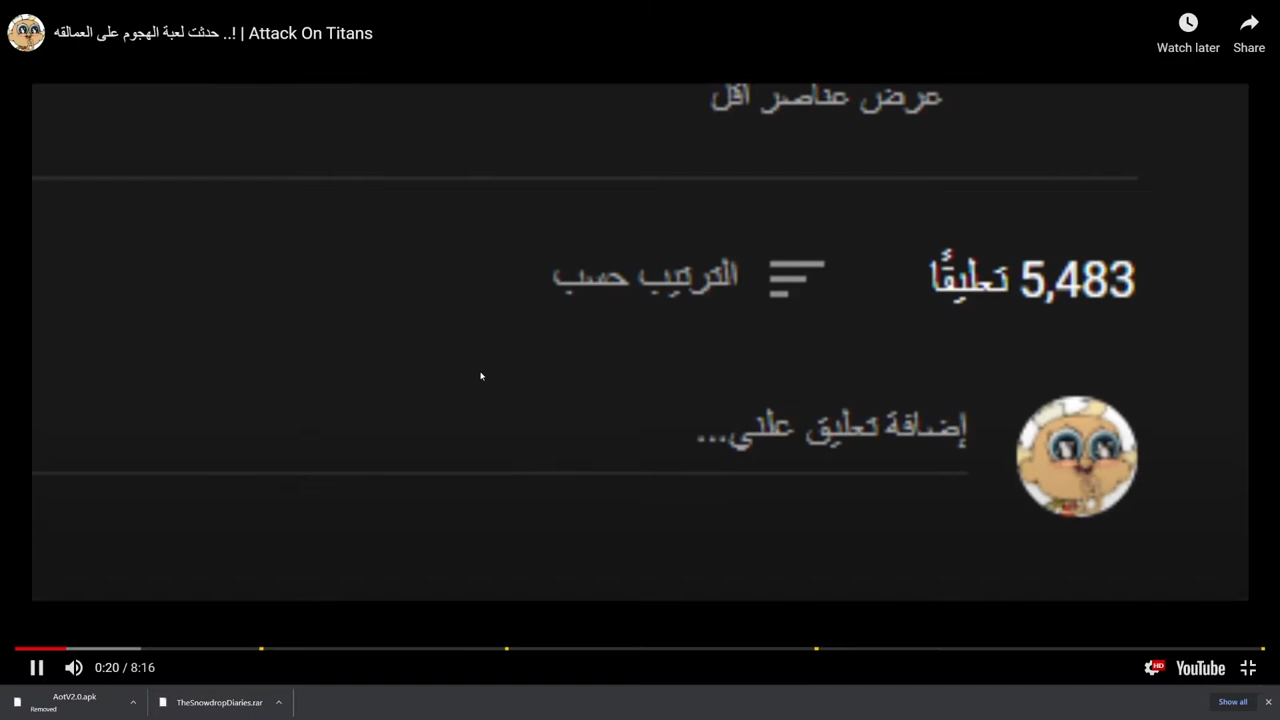 حدثت لعبة الهجوم على العمالقه ..! | Attack On Titans
Watch later
Share
عرض عناصر أقل
5,483 تعليقًا
الترتيب حسب
إضافة تعليق علني...
0:20 / 8:16
HD
YouTube
AotV2.0.apk
Removed
TheSnowdropDiaries.rar
Show all